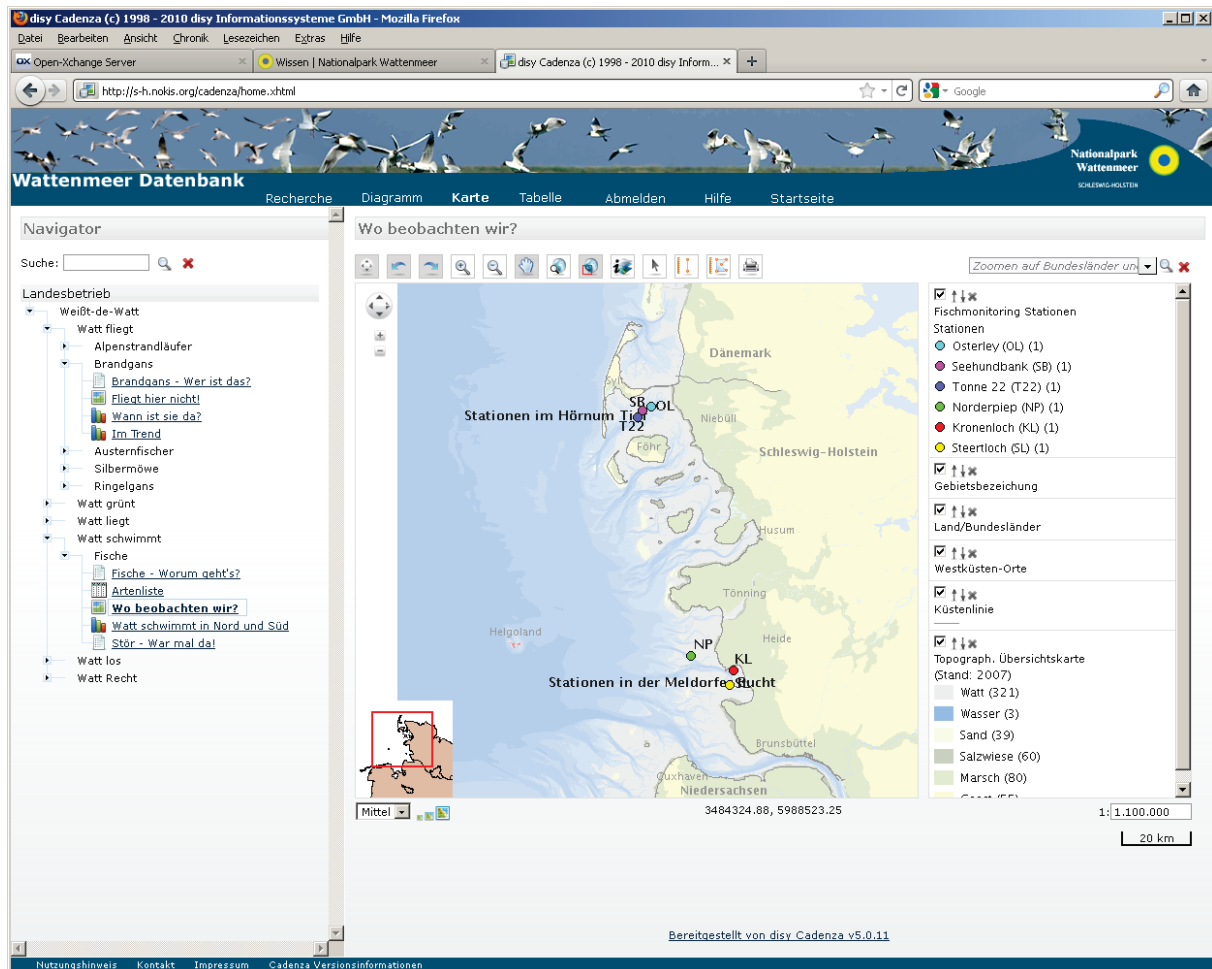 disy Cadenza (c) 1998 - 2010 disy Informationssysteme GmbH - Mozilla Firefox
Datei Bearbeiten Ansicht Chronik Lesezeichen Extras Hilfe
Open-Xchange Server
Wissen | Nationalpark Wattenmeer
disy Cadenza (c) 1998 - 2010 disy Inform...
http://s-h.nokis.org/cadenza/home.xhtml
Google
Nationalpark
Wattenmeer
SCHLESWIG-HOLSTEIN
Wattenmeer Datenbank
Recherche Diagramm Karte Tabelle Abmelden Hilfe Startseite
Navigator
Suche:
Landesbetrieb
Weißt-de-Watt
Watt fliegt
Alpenstrandläufer
Brandgans
Brandgans - Wer ist das?
Fliegt hier nicht!
Wann ist sie da?
Im Trend
Austernfischer
Silbermöwe
Ringelgans
Watt grünt
Watt liegt
Watt schwimmt
Fische
Fische - Worum geht's?
Artenliste
Wo beobachten wir?
Watt schwimmt in Nord und Süd
Stör - War mal da!
Watt los
Watt Recht
Wo beobachten wir?
Zoomen auf Bundesländer un
Dänemark
Sylt
SB
OL
Stationen im Hörnum Tief
T22
Niebüll
Föhr
Schleswig-Holstein
Husum
Tönning
Helgoland
Heide
NP
KL
Stationen in der Meldorfer Bucht
SL
Brunsbüttel
Cuxhaven
Niedersachsen
Fischmonitoring Stationen
Stationen
Osterley (OL) (1)
Seehundbank (SB) (1)
Tonne 22 (T22) (1)
Norderpiep (NP) (1)
Kronenloch (KL) (1)
Steertloch (SL) (1)
Gebietsbezeichung
Land/Bundesländer
Westküsten-Orte
Küstenlinie
Topograph. Übersichtskarte
(Stand: 2007)
Watt (321)
Wasser (3)
Sand (39)
Salzwiese (60)
Marsch (80)
Mittel
3484324.88, 5988523.25
1: 1.100.000
20 km
Bereitgestellt von disy Cadenza v5.0.11
Nutzungshinweis Kontakt Impressum Cadenza Versionsinformationen